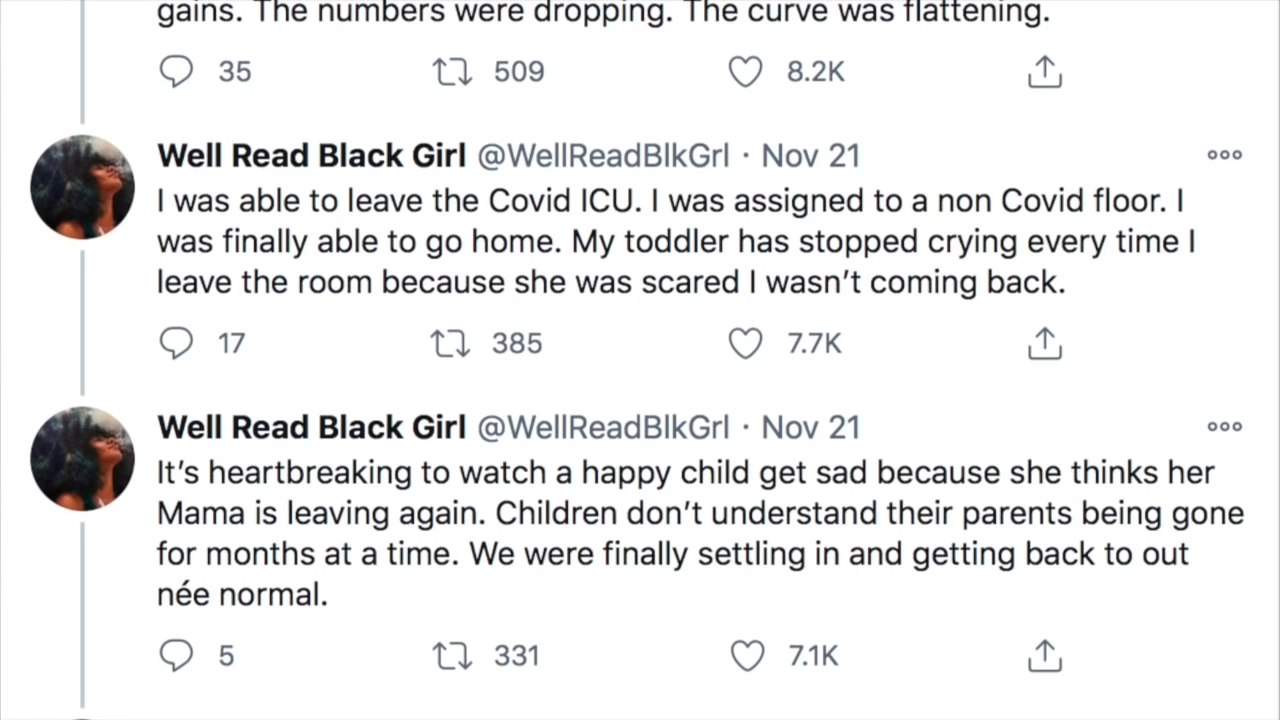 gains. The numbers were dropping. The curve was flattening.
35 509 8.2K
Well Read Black Girl @WellReadBlkGrl · Nov 21
I was able to leave the Covid ICU. I was assigned to a non Covid floor. I
was finally able to go home. My toddler has stopped crying every time I
leave the room because she was scared I wasn’t coming back.
17 385 7.7K
Well Read Black Girl @WellReadBlkGrl · Nov 21
It’s heartbreaking to watch a happy child get sad because she thinks her
Mama is leaving again. Children don’t understand their parents being gone
for months at a time. We were finally settling in and getting back to out
née normal.
5 331 7.1K